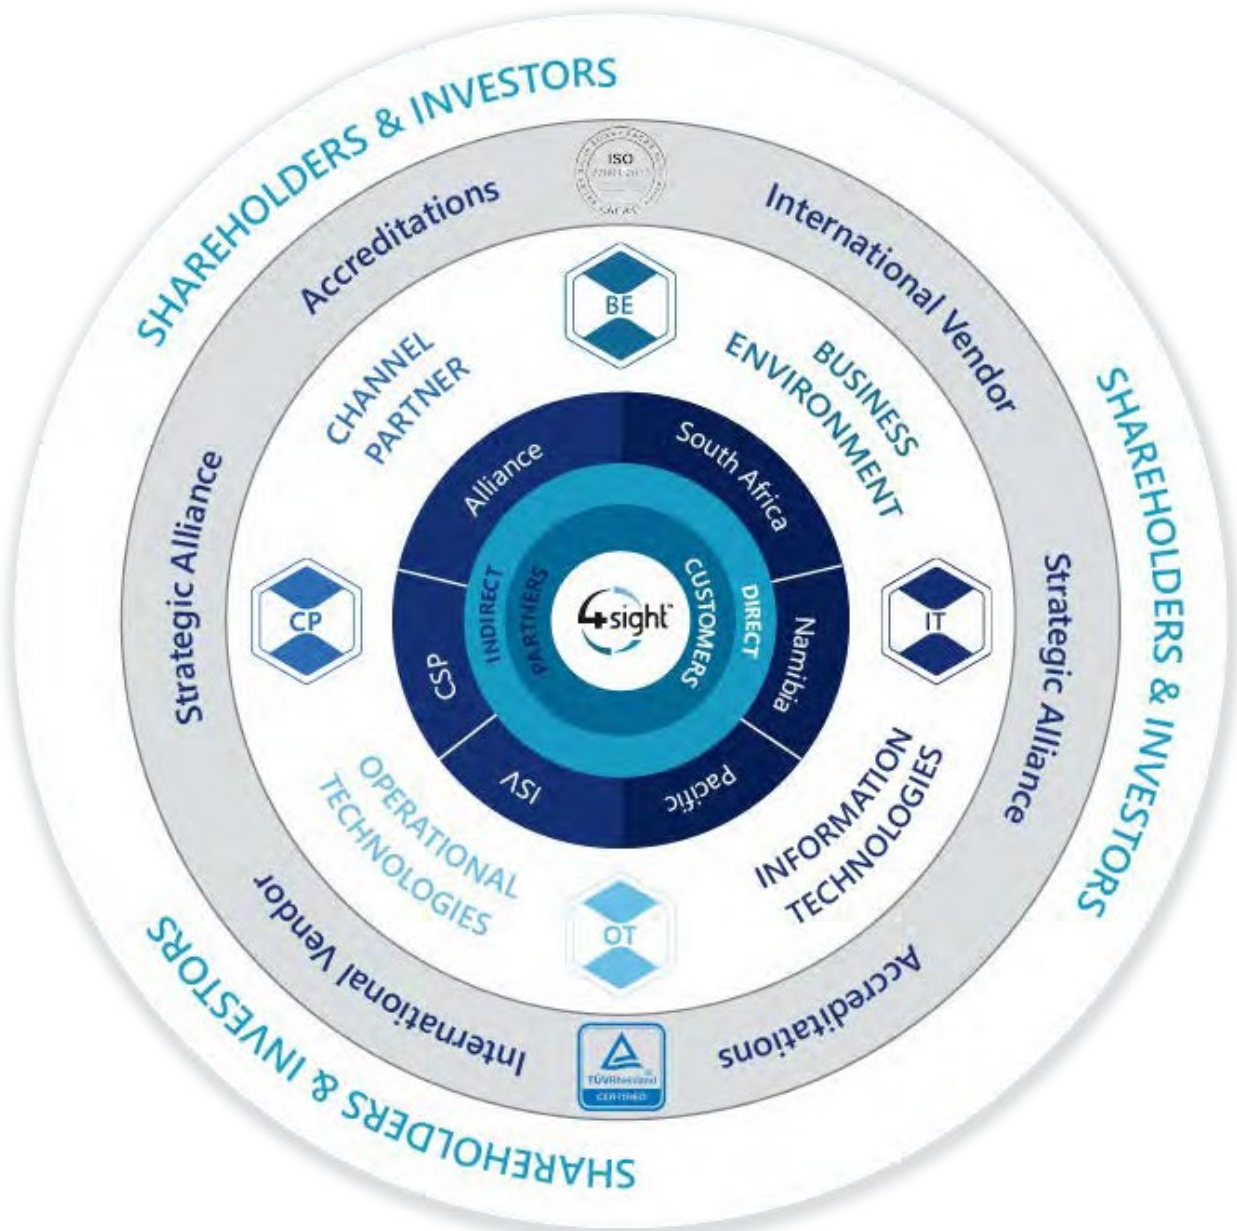 SHAREHOLDERS & INVESTORS
SHAREHOLDERS & INVESTORS
SHAREHOLDERS & INVESTORS
Accreditations
ISO
International Vendor
Strategic Alliance
Accreditations
TÜVRheinland
CERTIFIED
International Vendor
Strategic Alliance
BE
BUSINESS
ENVIRONMENT
IT
INFORMATION
TECHNOLOGIES
OT
OPERATIONAL
TECHNOLOGIES
CP
CHANNEL
PARTNER
South Africa
Namibia
Pacific
ISV
CSP
Alliance
DIRECT
INDIRECT
CUSTOMERS
PARTNERS
4sight™